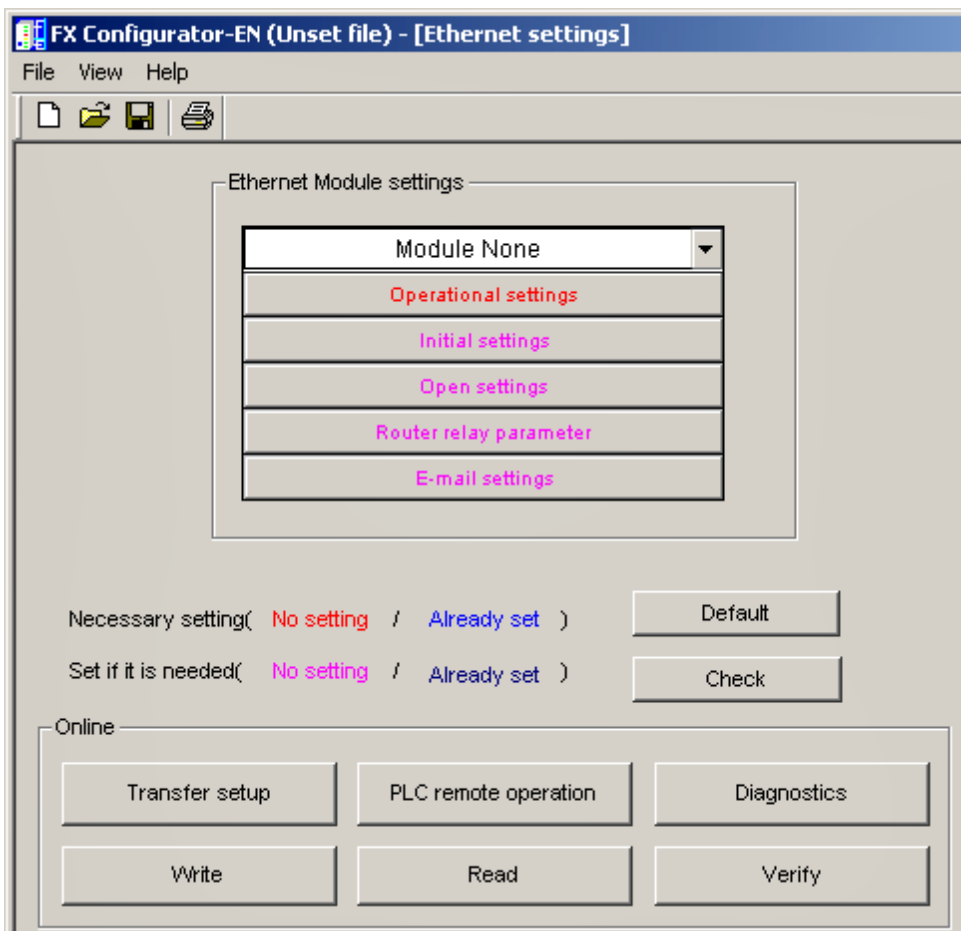 FX Configurator-EN (Unset file) - [Ethernet settings]
File View Help
Ethernet Module settings
Module None
Operational settings
Initial settings
Open settings
Router relay parameter
E-mail settings
Necessary setting( No setting / Already set ) Default
Set if it is needed( No setting / Already set ) Check
Online
Transfer setup PLC remote operation Diagnostics
Write Read Verify